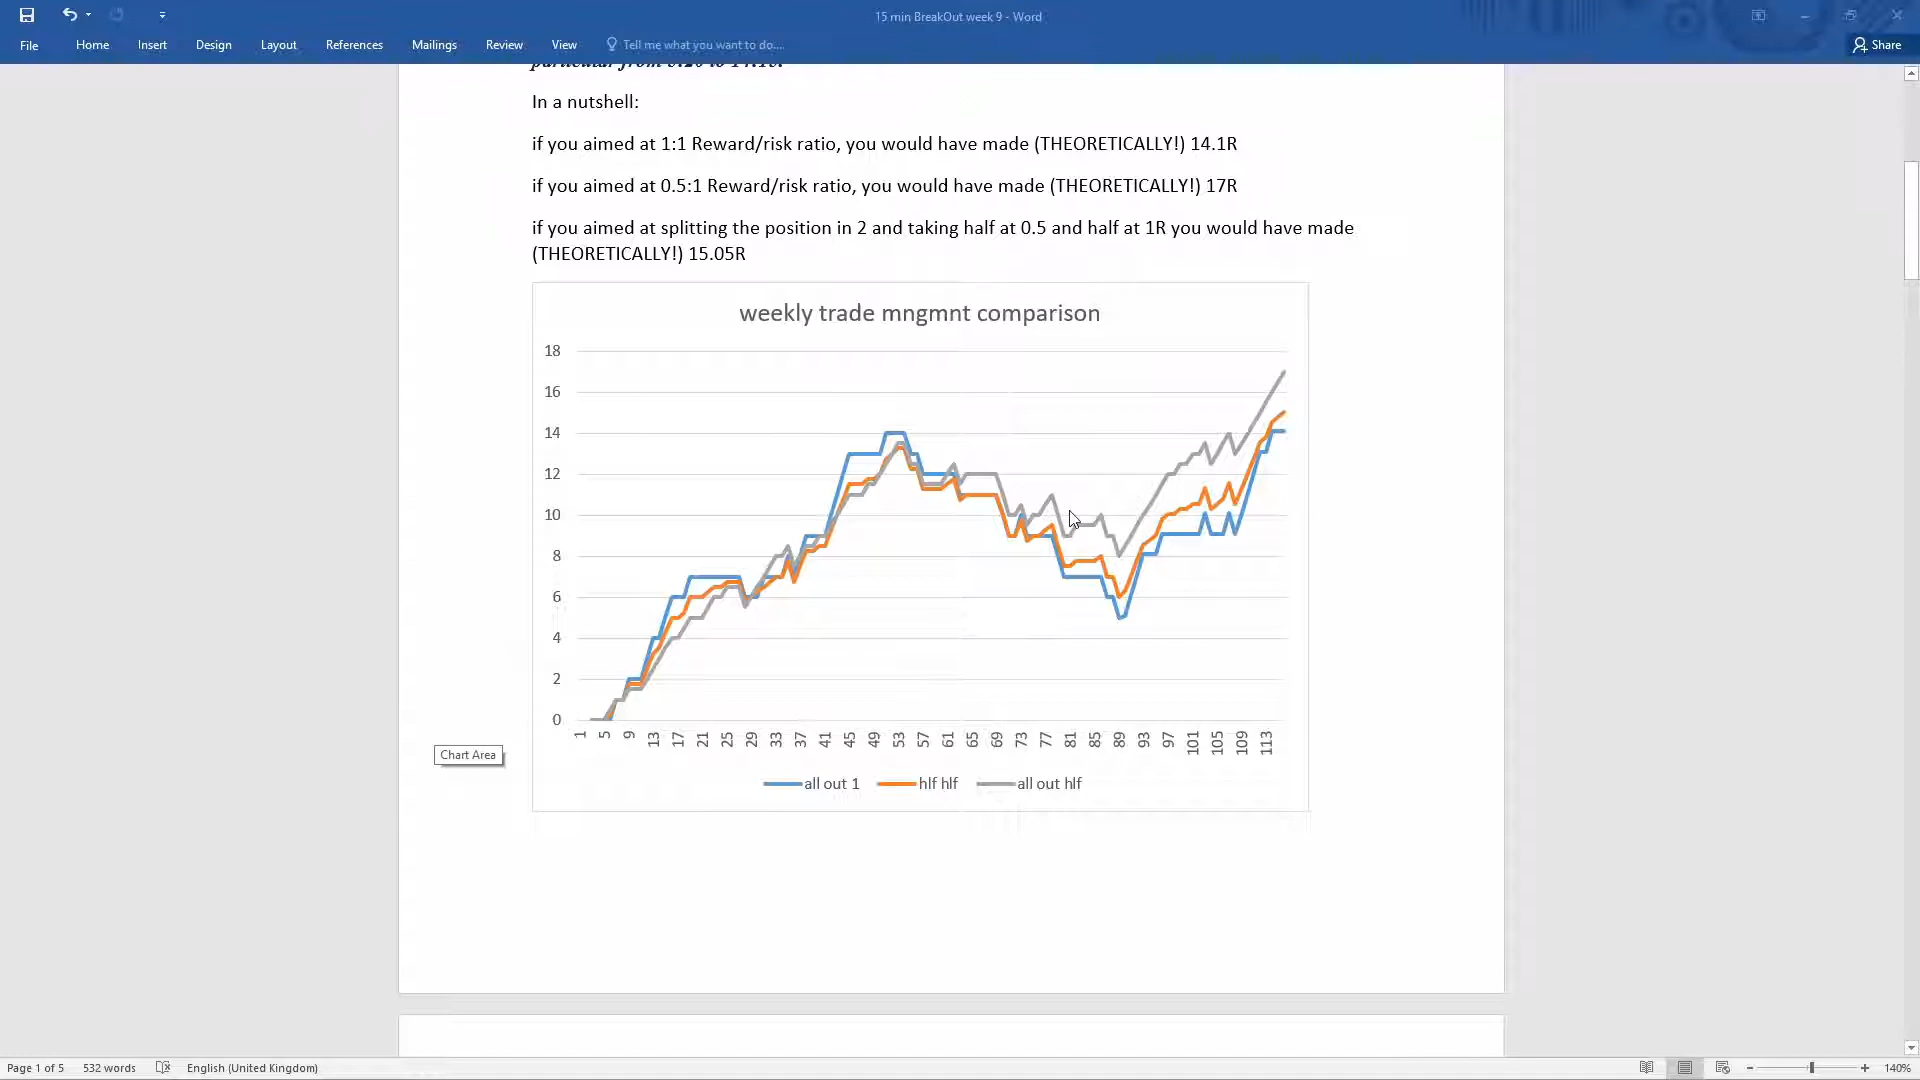 15 min BreakOut week 9 - Word
File Home Insert Design Layout References Mailings Review View Tell me what you want to do.... Share
In a nutshell:
if you aimed at 1:1 Reward/risk ratio, you would have made (THEORETICALLY!) 14.1R
if you aimed at 0.5:1 Reward/risk ratio, you would have made (THEORETICALLY!) 17R
if you aimed at splitting the position in 2 and taking half at 0.5 and half at 1R you would have made
(THEORETICALLY!) 15.05R
weekly trade mngmnt comparison
18
16
14
12
10
8
6
4
2
0
1 5 9 13 17 21 25 29 33 37 41 45 49 53 57 61 65 69 73 77 81 85 89 93 97 101 105 109 113
Chart Area
all out 1 hlf hlf all out hlf
Page 1 of 5 532 words English (United Kingdom) 140%